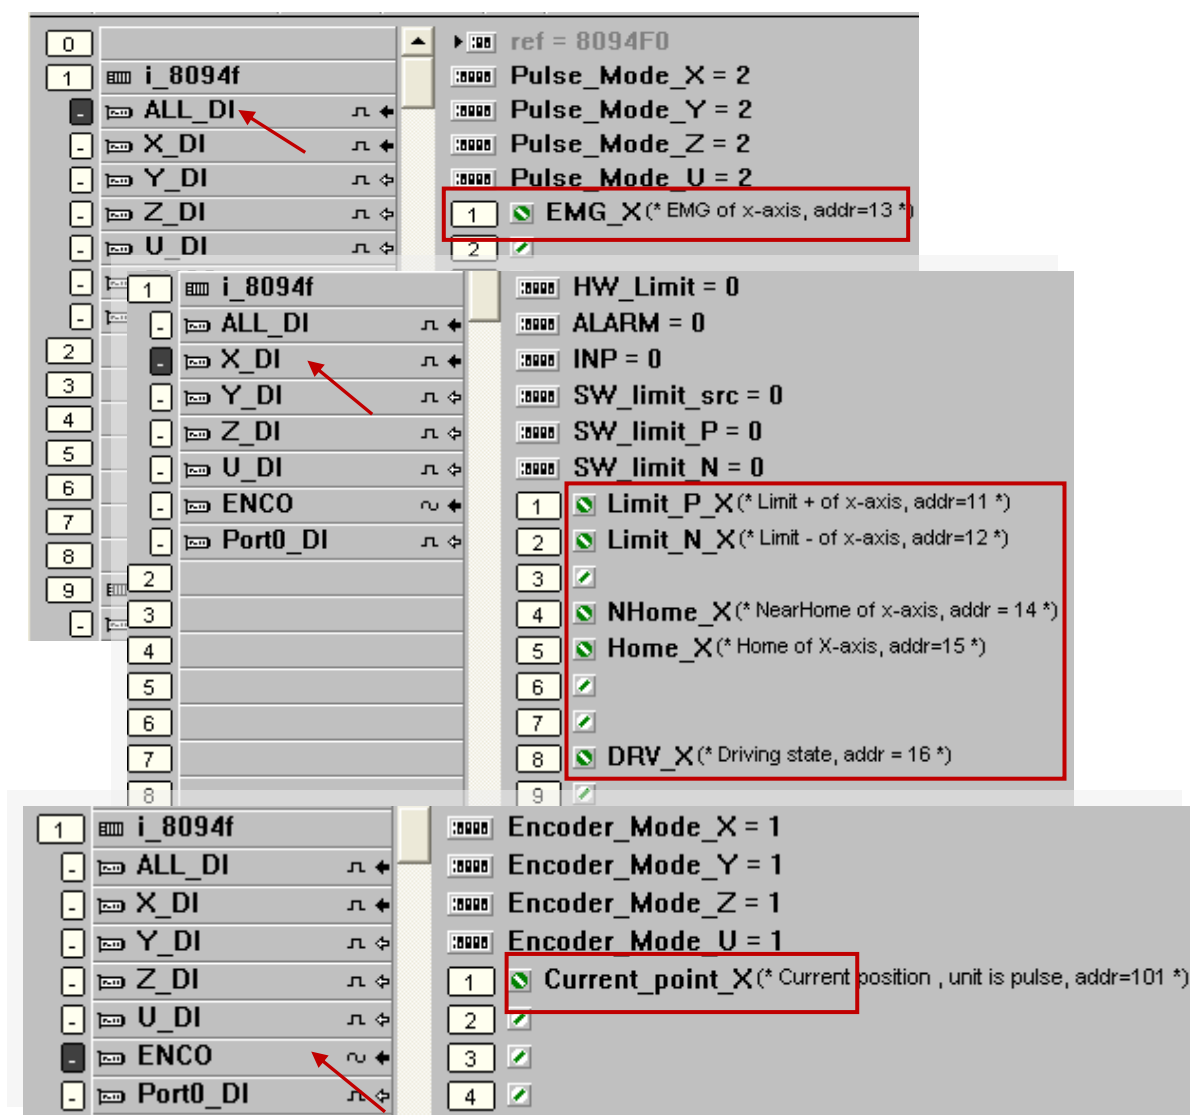 0
1 i_8094f
- ALL_DI
- X_DI
- Y_DI
- Z_DI
- U_DI
-
-
2
3
4
5
6
7
8
9
-
ref = 8094F0
Pulse_Mode_X = 2
Pulse_Mode_Y = 2
Pulse_Mode_Z = 2
Pulse_Mode_U = 2
1 EMG_X (* EMG of x-axis, addr=13 *)
2
1 i_8094f
- ALL_DI
- X_DI
- Y_DI
- Z_DI
- U_DI
- ENCO
- Port0_DI
2
3
4
5
6
7
8
HW_Limit = 0
ALARM = 0
INP = 0
SW_limit_src = 0
SW_limit_P = 0
SW_limit_N = 0
1 Limit_P_X (* Limit + of x-axis, addr=11 *)
2 Limit_N_X (* Limit - of x-axis, addr=12 *)
3
4 NHome_X (* NearHome of x-axis, addr = 14 *)
5 Home_X (* Home of X-axis, addr=15 *)
6
7
8 DRV_X (* Driving state, addr = 16 *)
9
1 i_8094f
- ALL_DI
- X_DI
- Y_DI
- Z_DI
- U_DI
- ENCO
- Port0_DI
Encoder_Mode_X = 1
Encoder_Mode_Y = 1
Encoder_Mode_Z = 1
Encoder_Mode_U = 1
1 Current_point_X (* Current position , unit is pulse, addr=101 *)
2
3
4